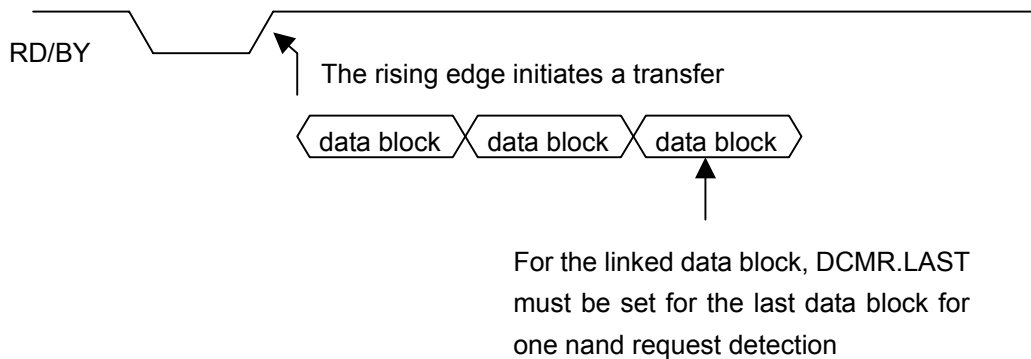 RD/BY
The rising edge initiates a transfer
data block data block data block
For the linked data block, DCMR.LAST
must be set for the last data block for
one nand request detection